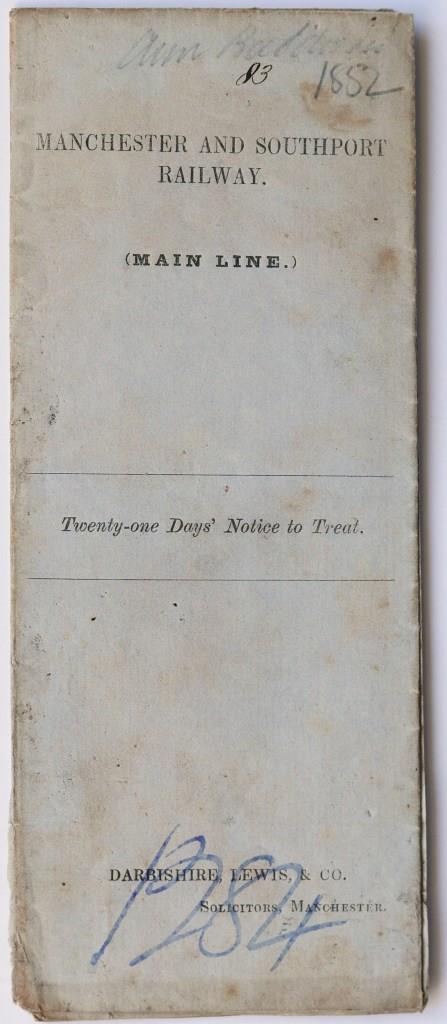 Ann
83
1852
MANCHESTER AND SOUTHPORT
RAILWAY.
(MAIN LINE.)
Twenty-one Days' Notice to Treat.
DARBISHIRE, LEWIS, & CO.
SOLICITORS, MANCHESTER.